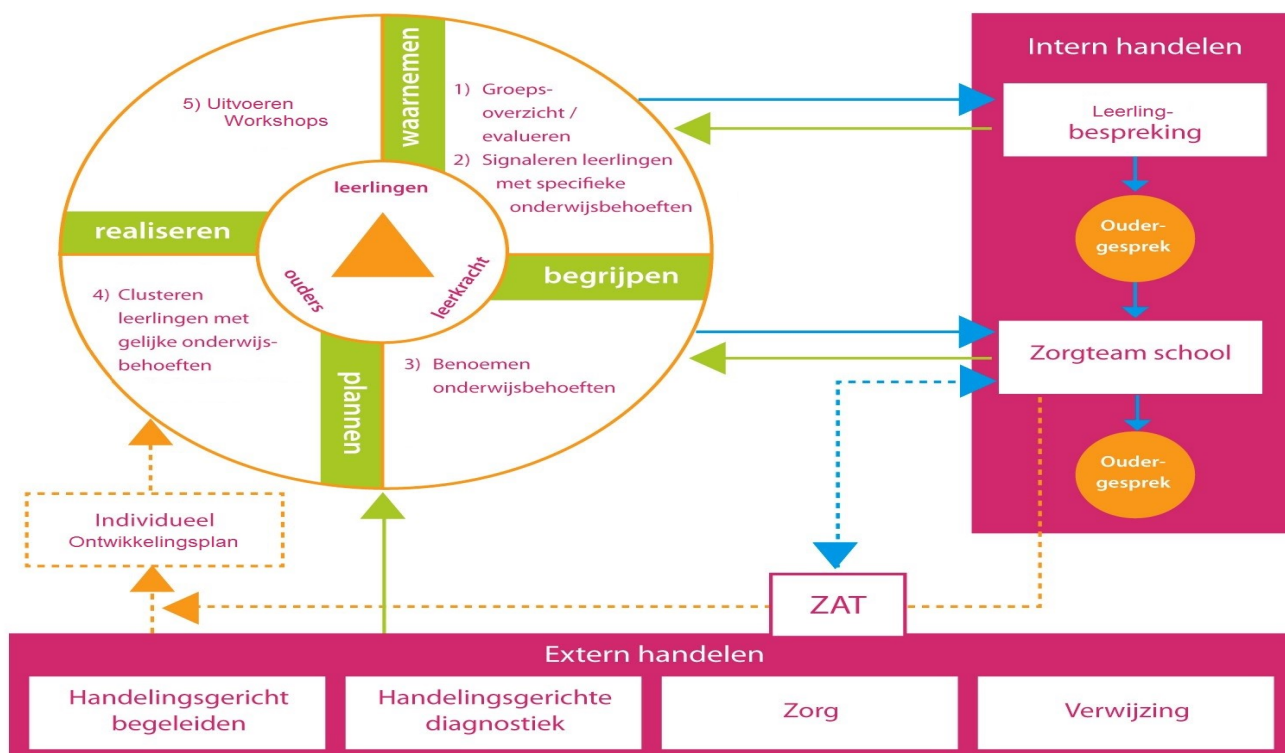 waarnemen
1) Groeps-
overzicht /
evalueren
2) Signaleren leerlingen
met specifieke
onderwijsbehoeften
begrijpen
3) Benoemen
onderwijsbehoeften
plannen
4) Clusteren
leerlingen met
gelijke onderwijs-
behoeften
realiseren
5) Uitvoeren
Workshops
leerlingen
leerkracht
ouders
Intern handelen
Leerling-
bespreking
Ouder-
gesprek
Zorgteam school
Ouder-
gesprek
Individueel
Ontwikkelingsplan
ZAT
Extern handelen
Handelingsgericht
begeleiden
Handelingsgerichte
diagnostiek
Zorg
Verwijzing